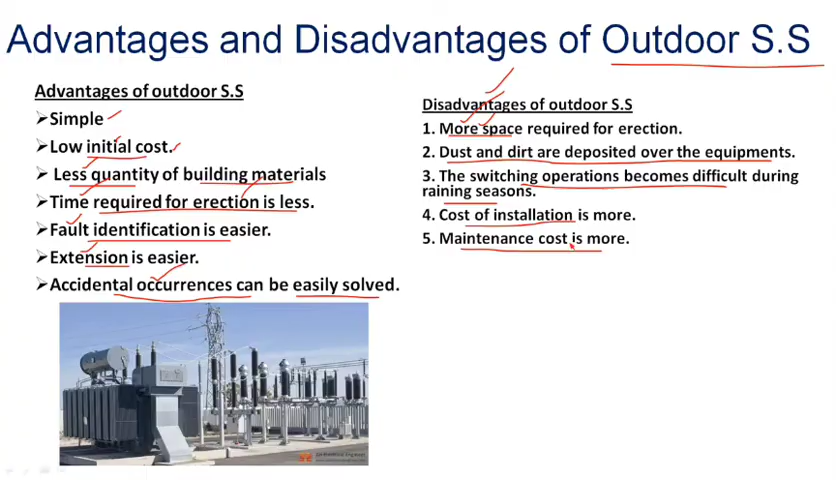 Advantages and Disadvantages of Outdoor S.S
Advantages of outdoor S.S
➢Simple
➢Low initial cost.
➢ Less quantity of building materials
➢Time required for erection is less.
➢Fault identification is easier.
➢Extension is easier.
➢Accidental occurrences can be easily solved.
Disadvantages of outdoor S.S
1. More space required for erection.
2. Dust and dirt are deposited over the equipments.
3. The switching operations becomes difficult during
raining seasons.
4. Cost of installation is more.
5. Maintenance cost is more.